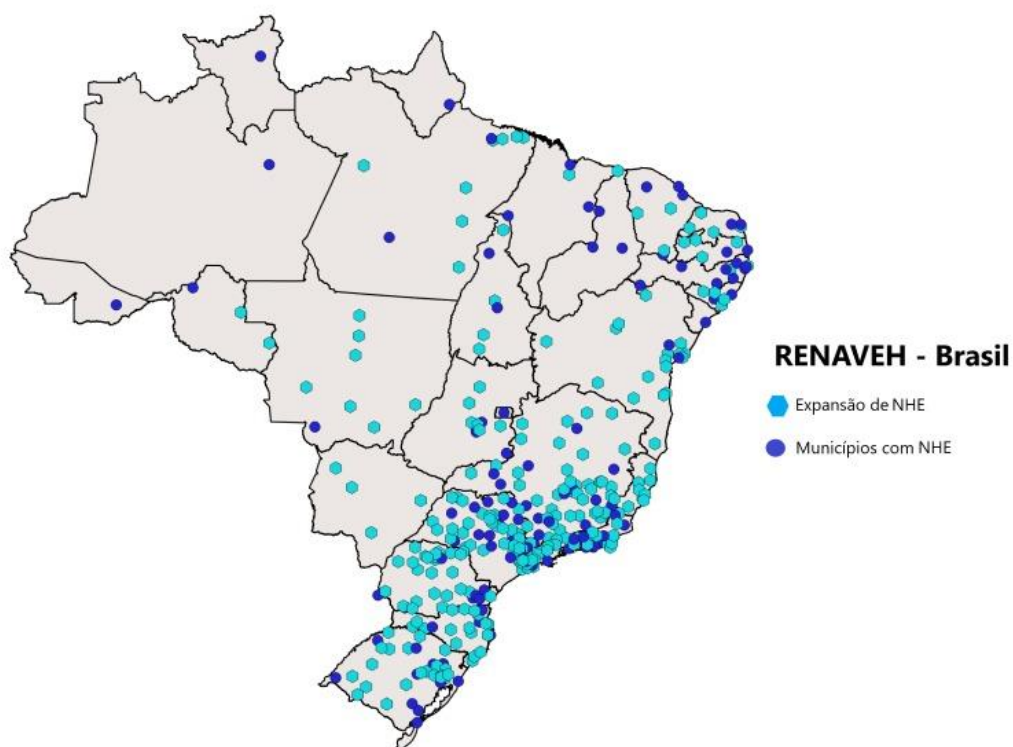 RENAVEH - Brasil
Expansão de NHE
Municípios com NHE